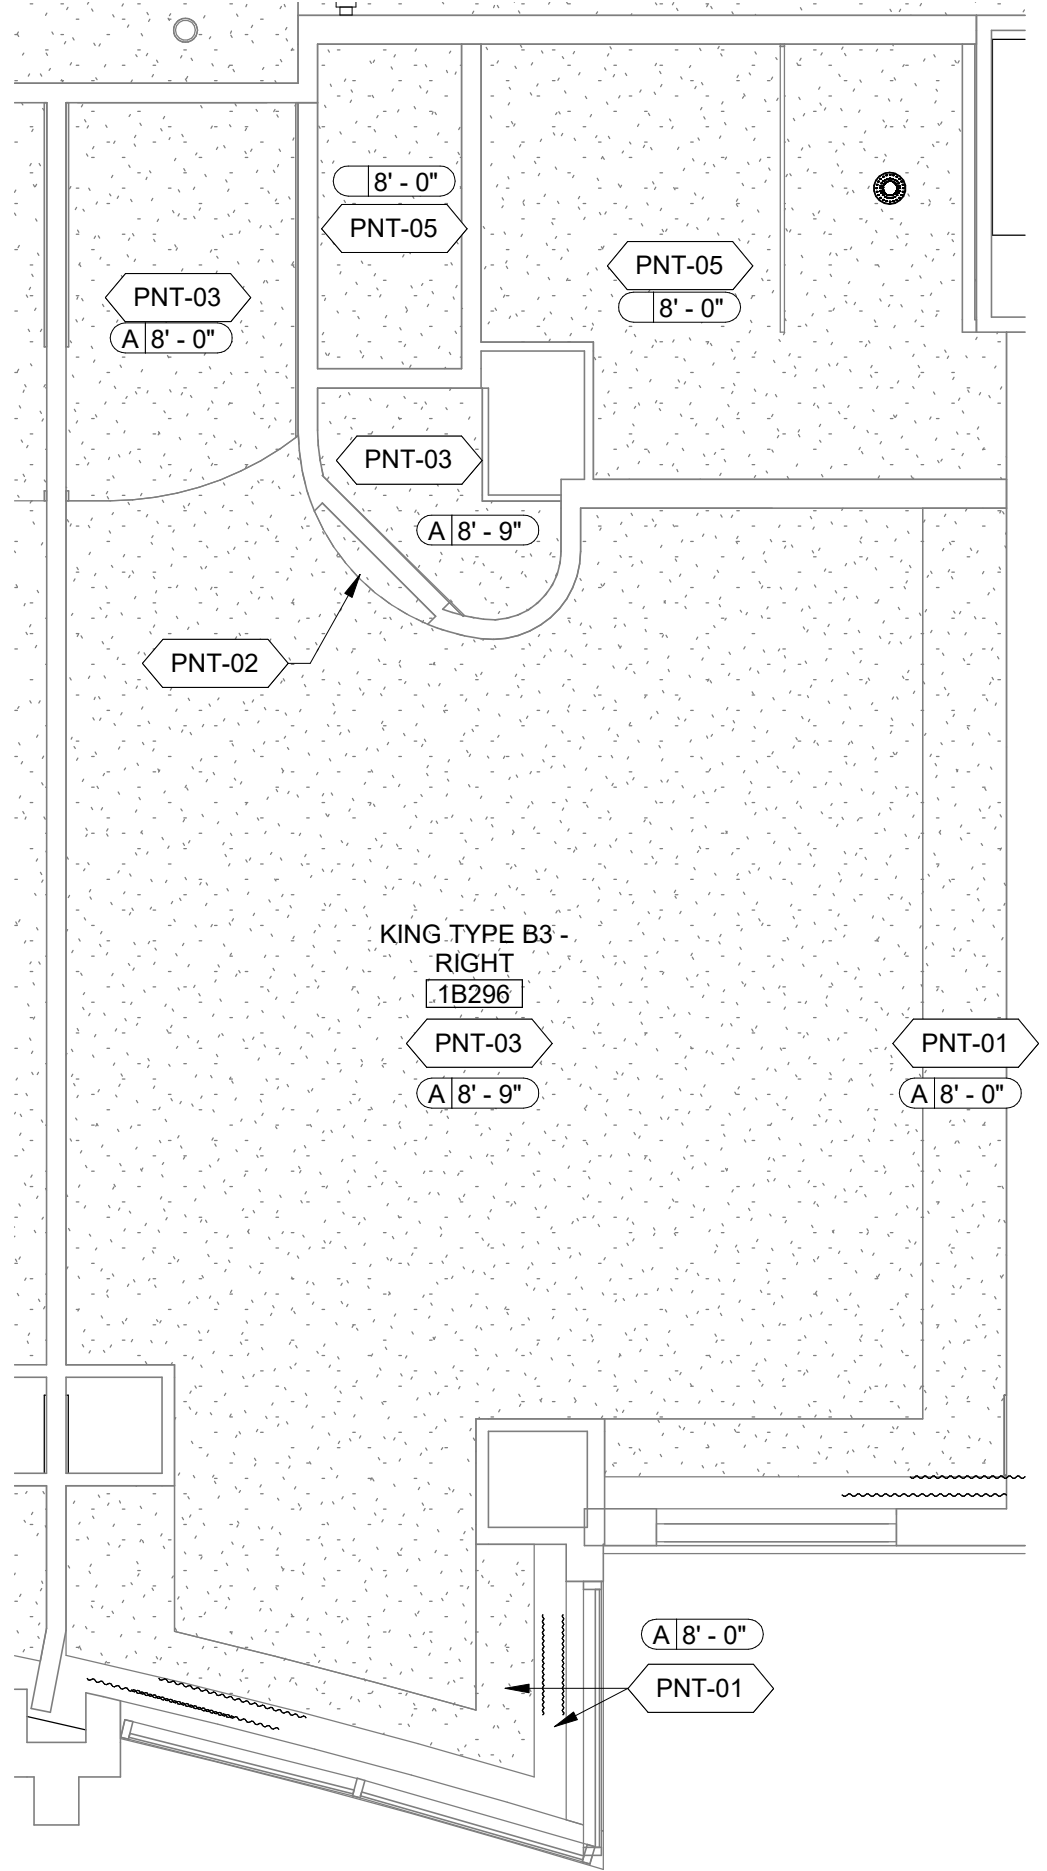 8' - 0"
PNT-05
PNT-05
8' - 0"
PNT-03
A 8' - 0"
PNT-03
A 8' - 9"
PNT-02
KING TYPE B3 -
RIGHT
1B296
PNT-03
A 8' - 9"
PNT-01
A 8' - 0"
A 8' - 0"
PNT-01